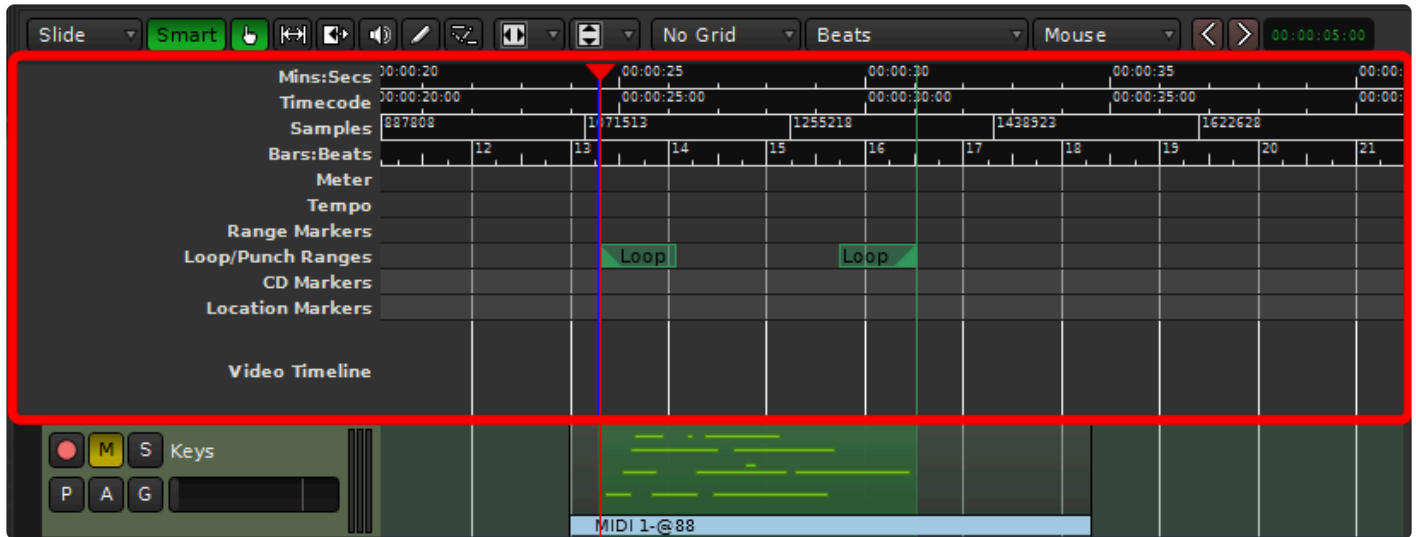 Slide Smart No Grid Beats Mouse 00:00:05:00
Mins:Secs 00:00:20 00:00:25 00:00:30 00:00:35 00:00:
Timecode 00:00:20:00 00:00:25:00 00:00:30:00 00:00:35:00 00:00:
Samples 887808 1071513 1255218 1438923 1622628
Bars:Beats 12 13 14 15 16 17 18 19 20 21
Meter
Tempo
Range Markers
Loop/Punch Ranges Loop Loop
CD Markers
Location Markers
Video Timeline
M S Keys
P A G
MIDI 1-@88